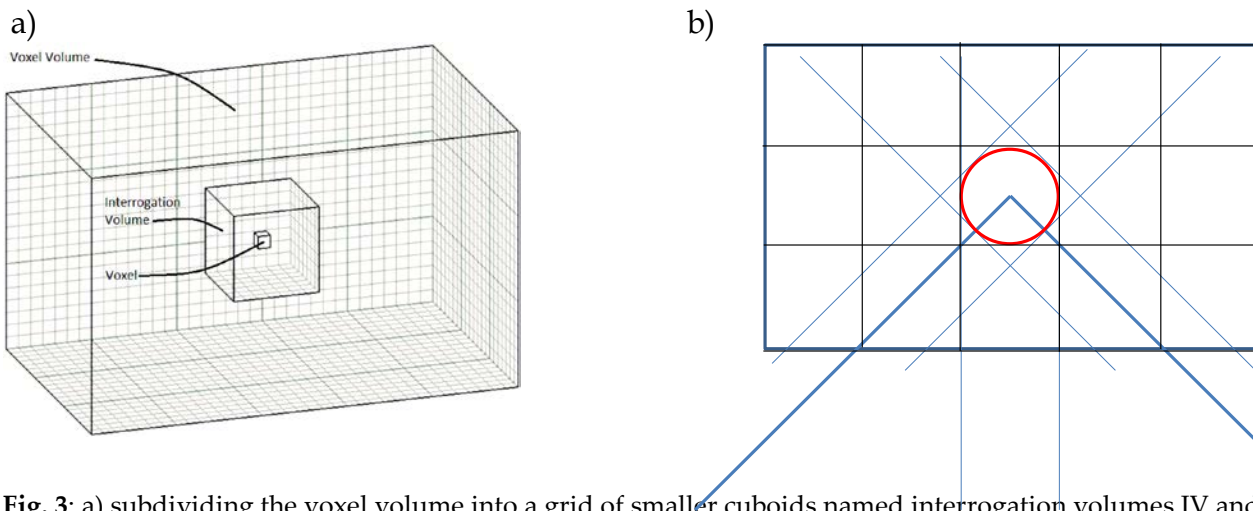 a)
b)
Voxel Volume
Interrogation
Volume
Voxel
Fig. 3: a) subdividing the voxel volume into a grid of smaller cuboids named interrogation volumes IV and